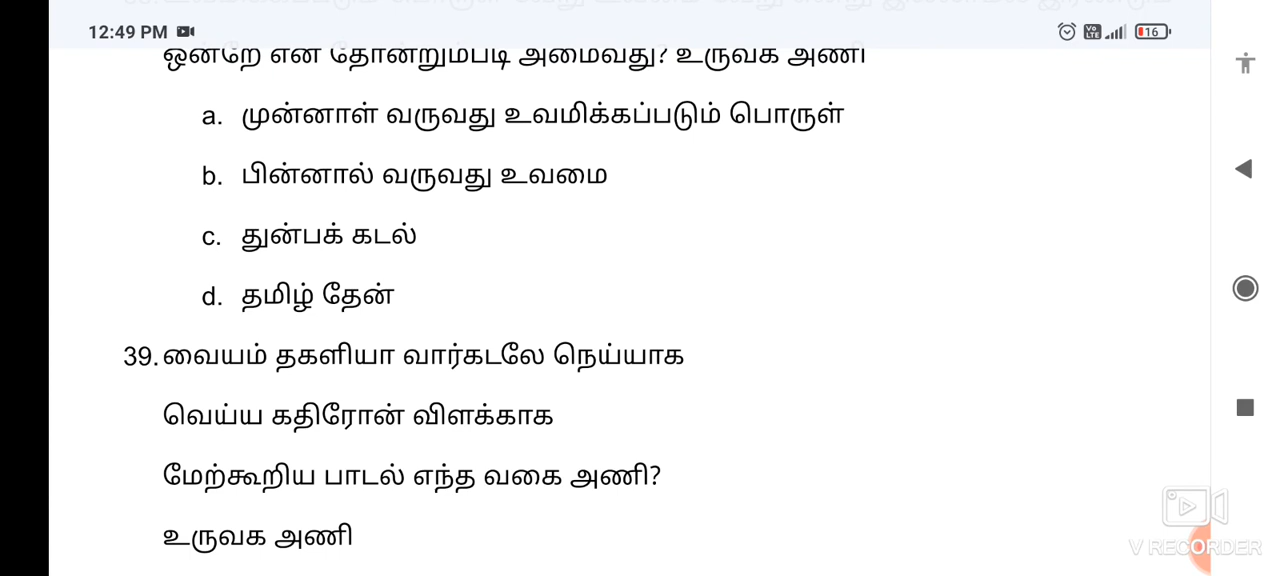 12:49 PM
16
ஒன்றே என தோன்றும்படி அமைவது? உருவக அணி
a. முன்னாள் வருவது உவமிக்கப்படும் பொருள்
b. பின்னால் வருவது உவமை
c. துன்பக் கடல்
d. தமிழ் தேன்
39. வையம் தகளியா வார்கடலே நெய்யாக
வெய்ய கதிரோன் விளக்காக
மேற்கூறிய பாடல் எந்த வகை அணி?
உருவக அணி
V RECORDER